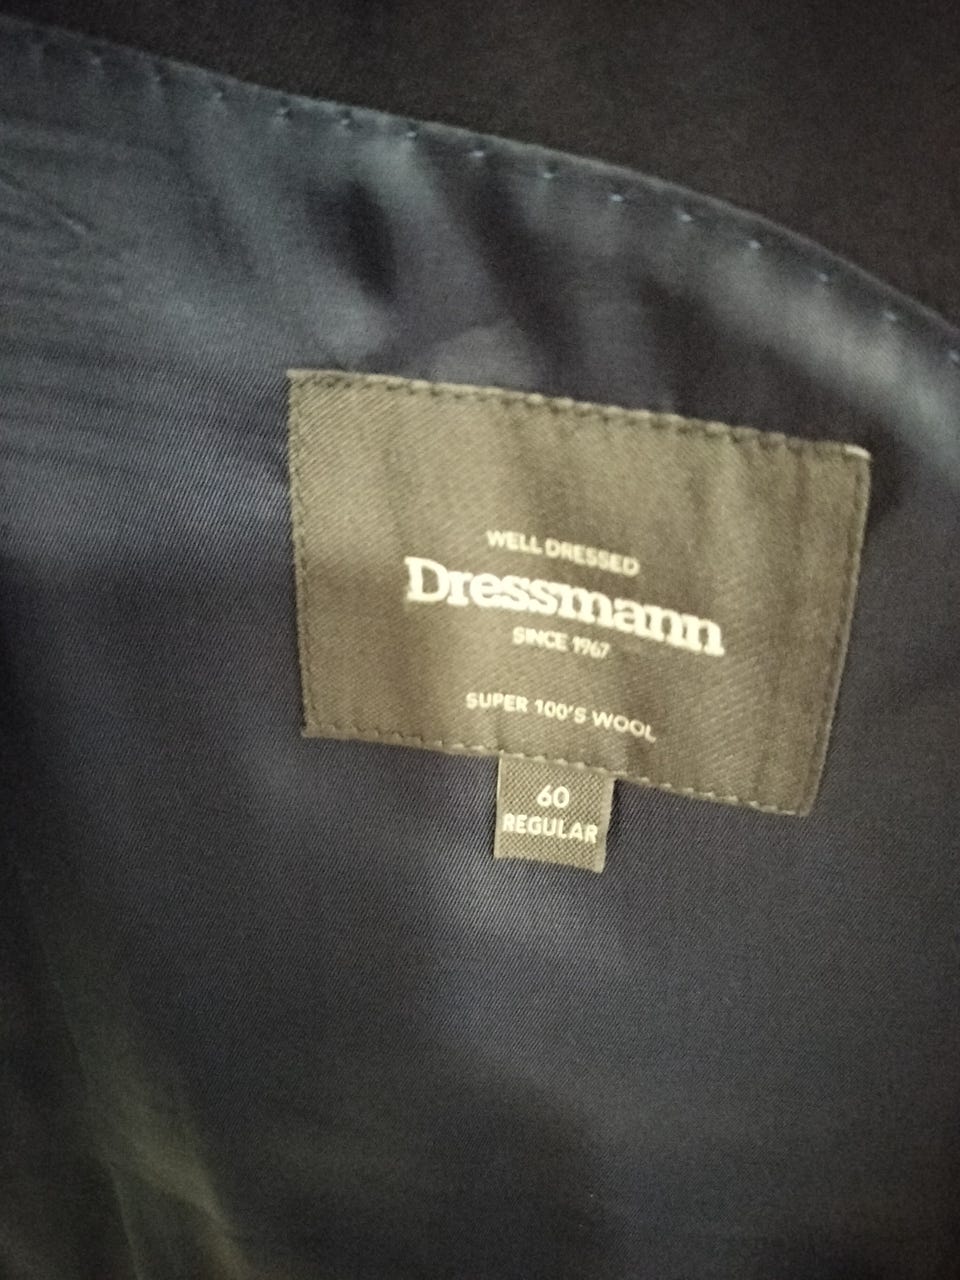 WELL DRESSED
Dressmann
SINCE 1967
SUPER 100'S WOOL
60
REGULAR